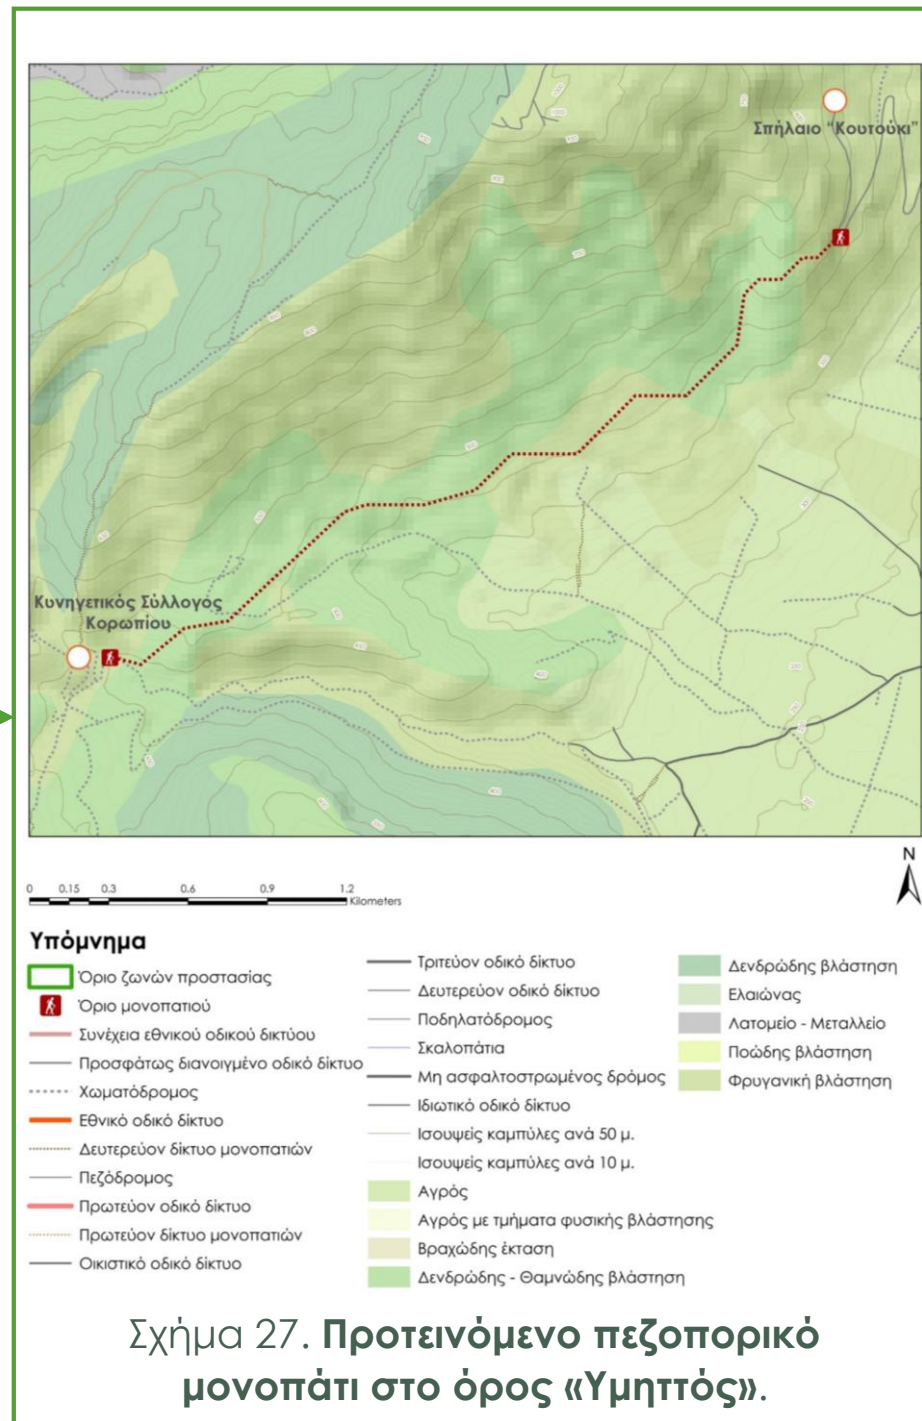 Σπήλαιο "Κουτούκι"
Κυνηγετικός Σύλλογος
Κορωπίου
N
0 0.15 0.3 0.6 0.9 1.2
Kilometers
Υπόμνημα
Όριο ζωνών προστασίας
Όριο μονοπατιού
Συνέχεια εθνικού οδικού δικτύου
Προσφάτως διανοιγμένο οδικό δίκτυο
Χωματόδρομος
Εθνικό οδικό δίκτυο
Δευτερεύον δίκτυο μονοπατιών
Πεζόδρομος
Πρωτεύον οδικό δίκτυο
Πρωτεύον δίκτυο μονοπατιών
Οικιστικό οδικό δίκτυο
Τριτεύον οδικό δίκτυο
Δευτερεύον οδικό δίκτυο
Ποδηλατόδρομος
Σκαλοπάτια
Μη ασφαλτοστρωμένος δρόμος
Ιδιωτικό οδικό δίκτυο
Ισουψείς καμπύλες ανά 50 μ.
Ισουψείς καμπύλες ανά 10 μ.
Αγρός
Αγρός με τμήματα φυσικής βλάστησης
Βραχώδης έκταση
Δενδρώδης - Θαμνώδης βλάστηση
Δενδρώδης βλάστηση
Ελαιώνας
Λατομείο - Μεταλλείο
Ποώδης βλάστηση
Φρυγανική βλάστηση
Σχήμα 27. Προτεινόμενο πεζοπορικό
μονοπάτι στο όρος «Υμηττός».